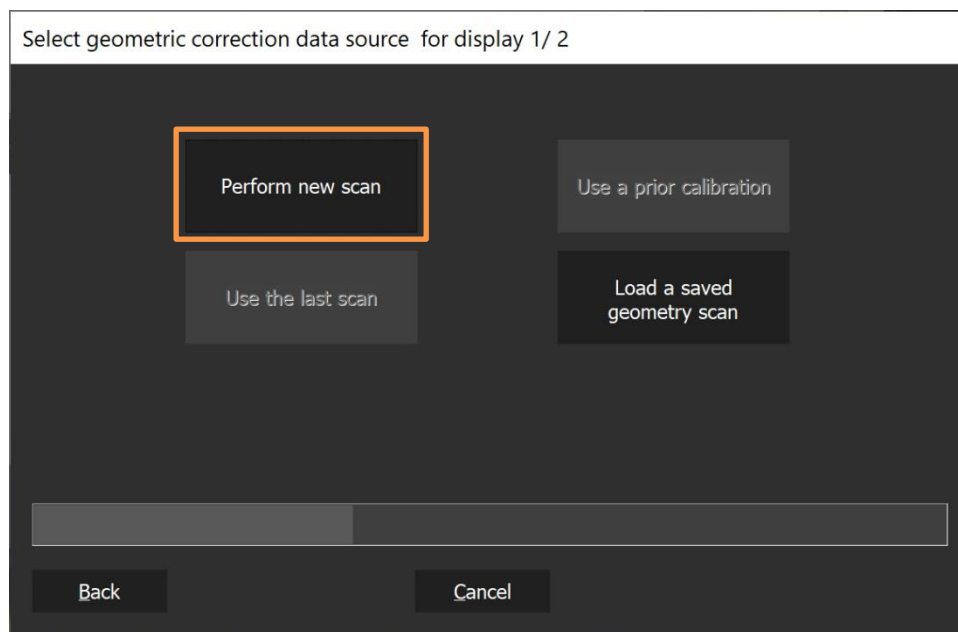 Select geometric correction data source for display 1/ 2
Perform new scan
Use a prior calibration
Use the last scan
Load a saved
geometry scan
Back
Cancel